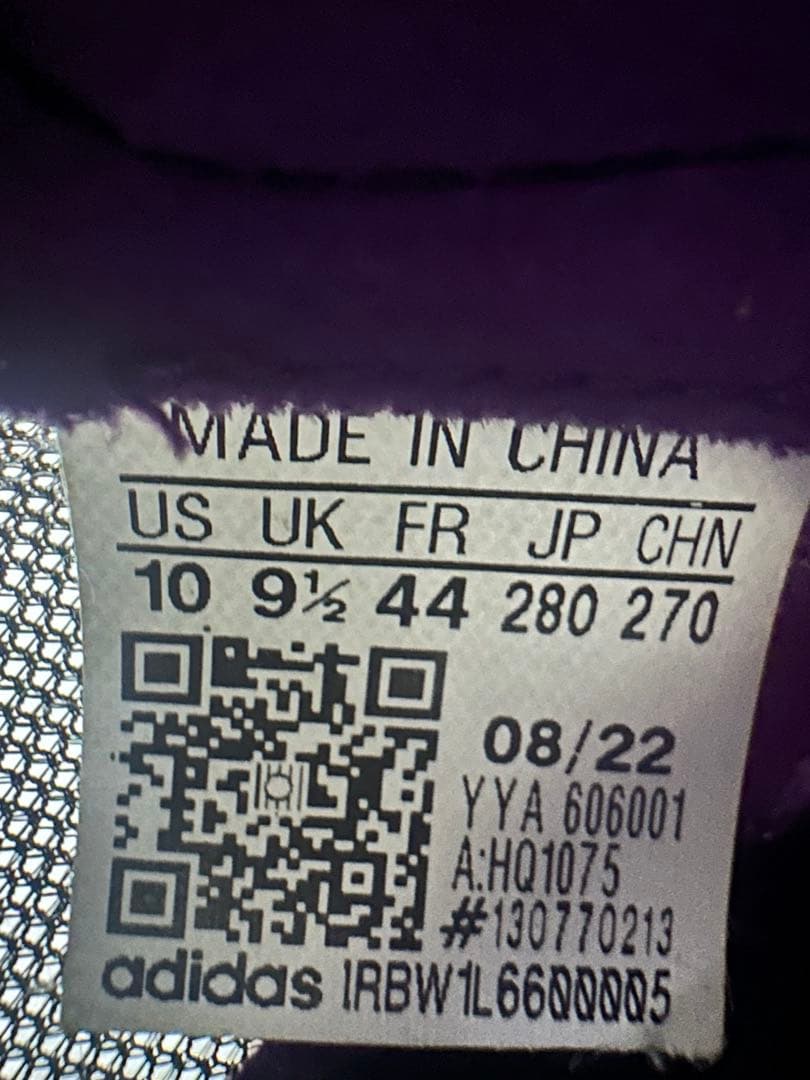 MADE IN CHINA
US UK FR JP CHN
10 9½ 44 280 270
08/22
YYA 606001
A:HQ1075
#130770213
adidas 1RBW1L6600005